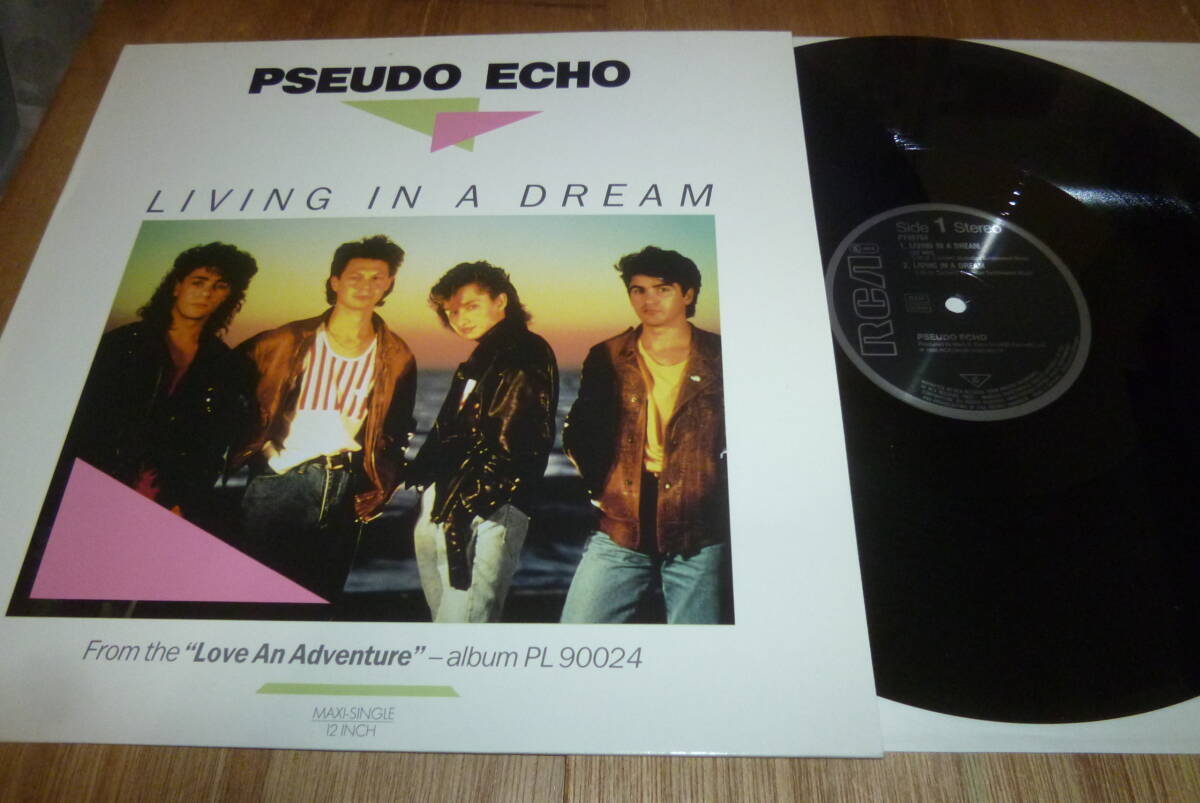 PSEUDO ECHO
LIVING IN A DREAM
From the "Love An Adventure" – album PL 90024
MAXI-SINGLE
12 INCH
RCA
Side 1 Stereo
1. LIVING IN A DREAM
2. LIVING IN A DREAM
PSEUDO ECHO